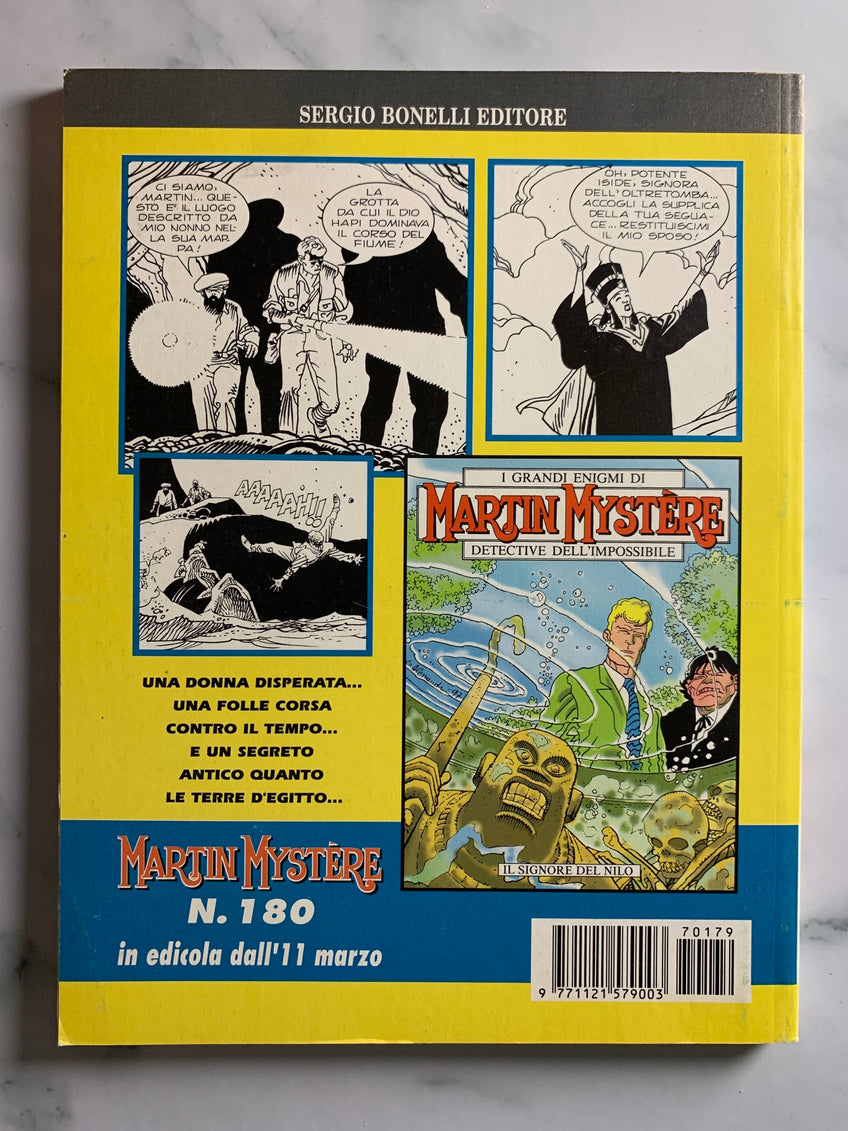 SERGIO BONELLI EDITORE
CI SIAMO,
MARTIN... QUE-
STO E' IL LUOGO
DESCRITTO DA
MIO NONNO NEL-
LA SUA MAP-
PA!
LA
GROTTA
DA CUI IL DIO
HAPI DOMINAVA
IL CORSO DEL
FIUME!
OH, POTENTE
ISIDE, SIGNORA
DELL'OLTRETOMBA...
ACCOGLI LA SUPPLICA
DELLA TUA SEGUA-
CE... RESTITUISCIMI
IL MIO SPOSO!
AAAAAAH!!
I GRANDI ENIGMI DI
MARTIN MYSTÈRE
DETECTIVE DELL'IMPOSSIBILE
IL SIGNORE DEL NILO
UNA DONNA DISPERATA...
UNA FOLLE CORSA
CONTRO IL TEMPO...
E UN SEGRETO
ANTICO QUANTO
LE TERRE D'EGITTO...
MARTIN MYSTÈRE
N. 180
in edicola dall'11 marzo
70179
9 771121 579003